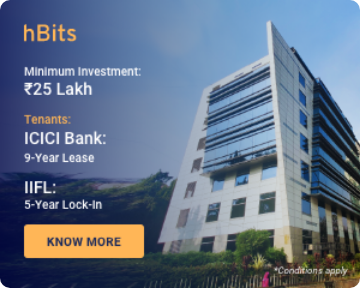 hBits
Minimum Investment:
₹25 Lakh
Tenants:
ICICI Bank:
9-Year Lease
IIFL:
5-Year Lock-In
KNOW MORE
*Conditions apply